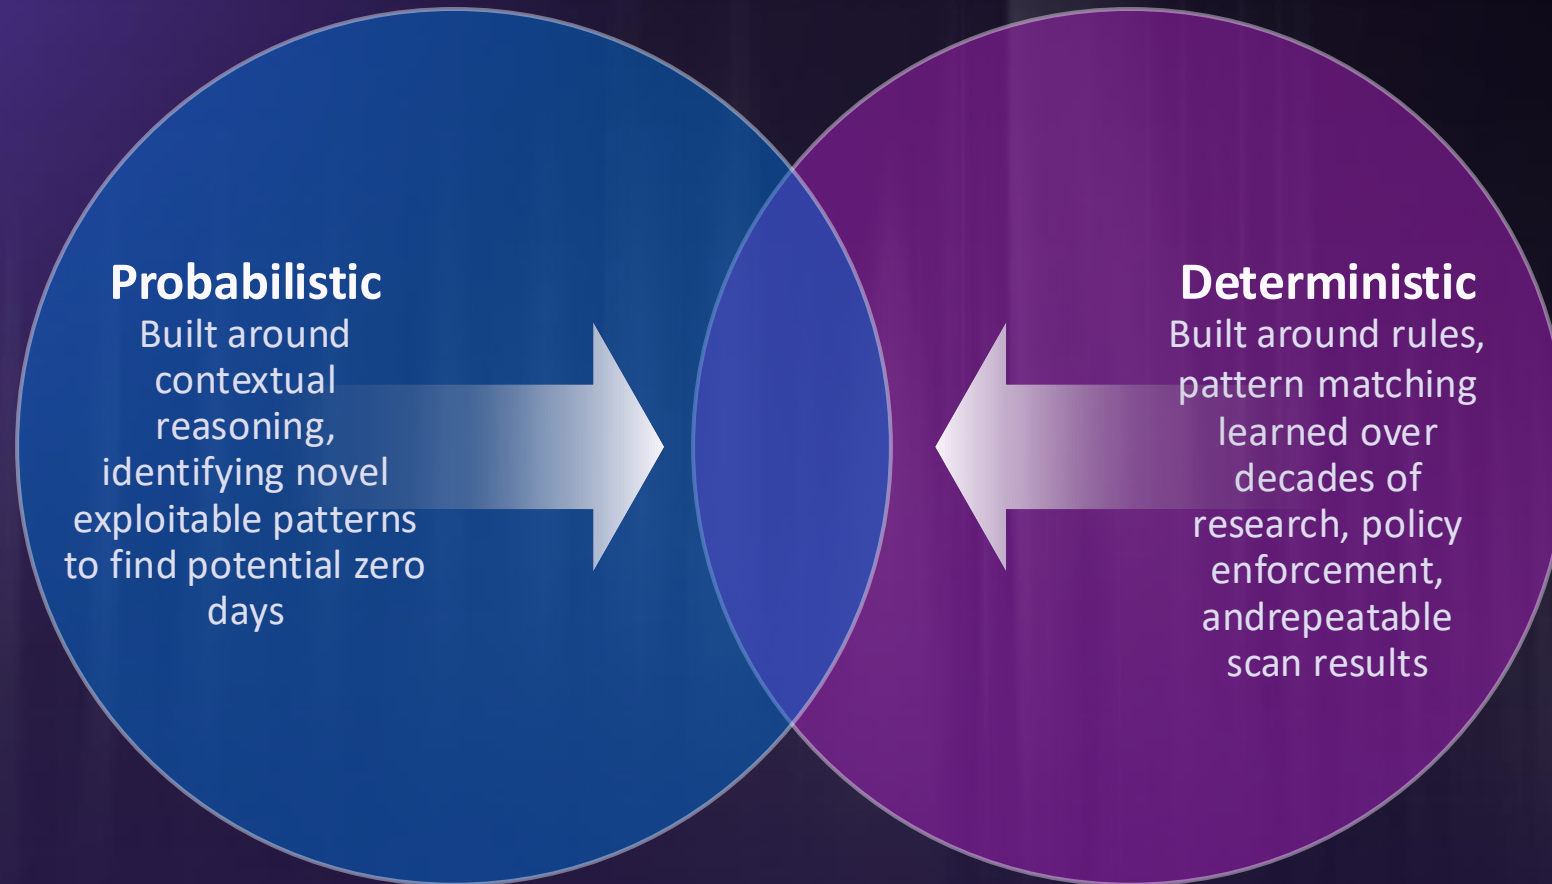 Probabilistic
Built around
contextual
reasoning,
identifying novel
exploitable patterns
to find potential zero
days
Deterministic
Built around rules,
pattern matching
learned over
decades of
research, policy
enforcement,
andrepeatable
scan results